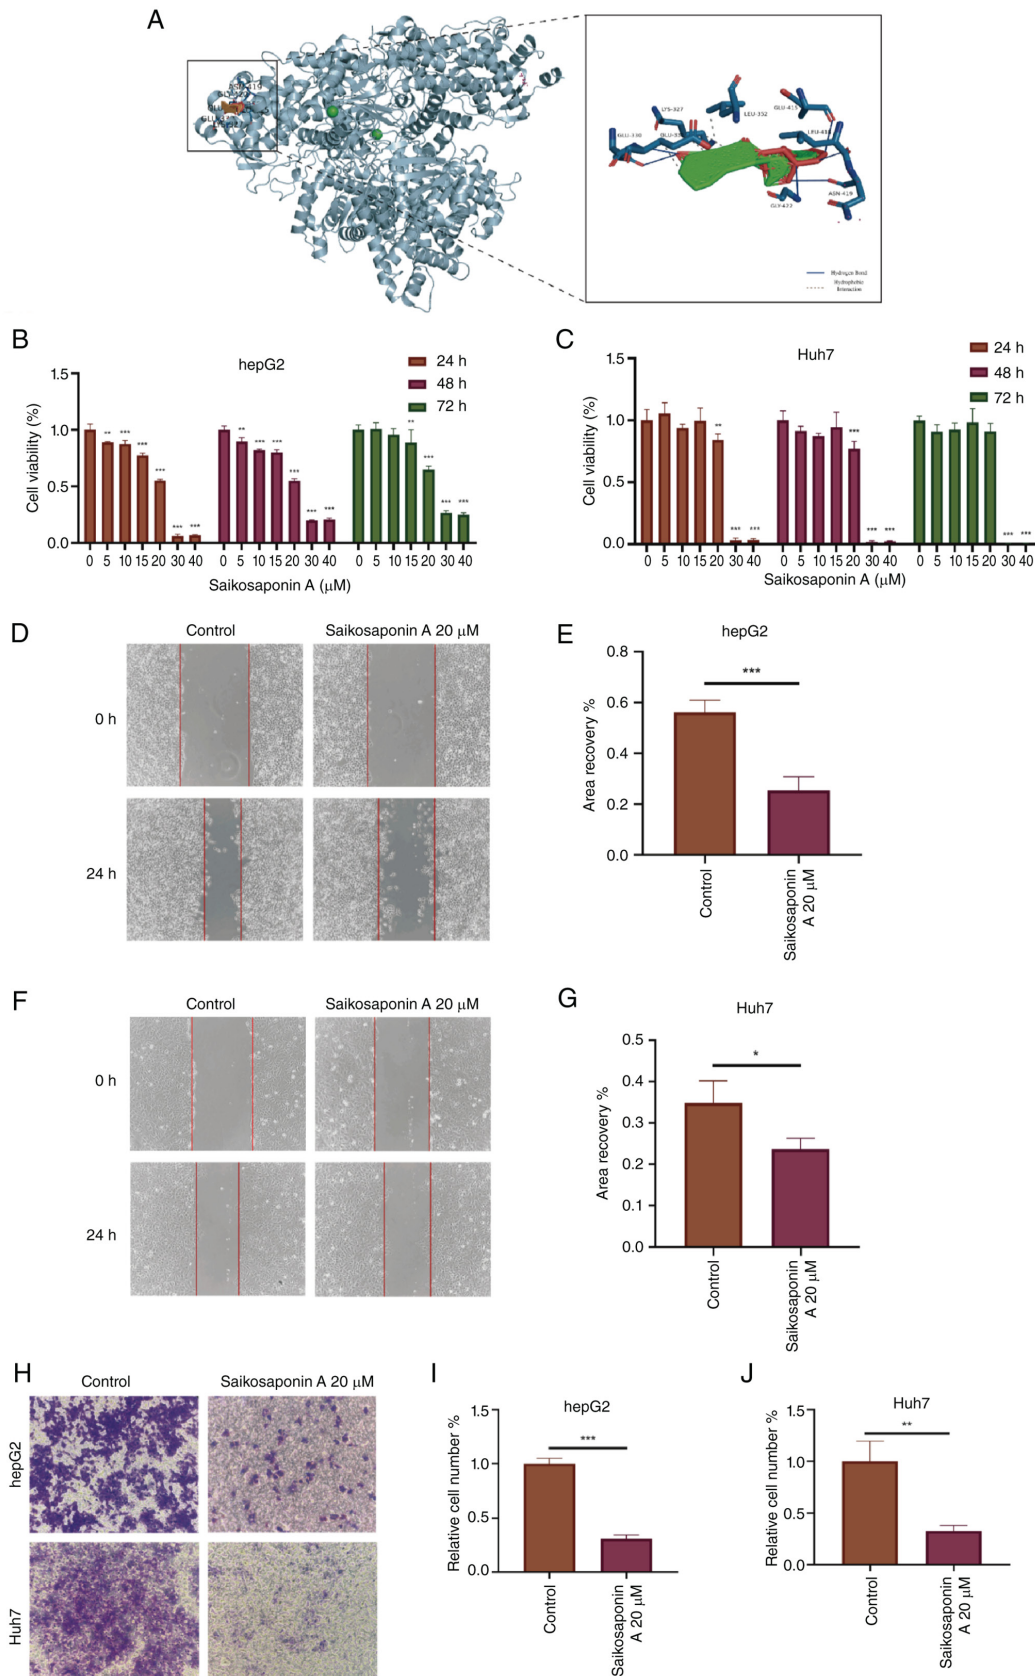 A
LYS-327
LEU-352
GLU-415
GLU-330
ASN-419
GLY-422
Hydrogen Bond
Hydrophobic
Interaction
B
hepG2
24 h
48 h
72 h
Cell viability (%)
1.5
1.0
0.5
0.0
** *** *** *** *** ***
** *** *** *** *** ***
** *** *** ***
0 5 10 15 20 30 40 0 5 10 15 20 30 40 0 5 10 15 20 30 40
Saikosaponin A (μM)
C
Huh7
24 h
48 h
72 h
Cell viability (%)
1.5
1.0
0.5
0.0
** *** ***
*** *** ***
*** ***
0 5 10 15 20 30 40 0 5 10 15 20 30 40 0 5 10 15 20 30 40
Saikosaponin A (μM)
D
Control
Saikosaponin A 20 μM
0 h
24 h
E
hepG2
Area recovery %
0.8
0.6
0.4
0.2
0.0
***
Control
Saikosaponin
A 20 μM
F
Control
Saikosaponin A 20 μM
0 h
24 h
G
Huh7
Area recovery %
0.5
0.4
0.3
0.2
0.1
0.0
*
Control
Saikosaponin
A 20 μM
H
Control
Saikosaponin A 20 μM
hepG2
Huh7
I
hepG2
Relative cell number %
1.5
1.0
0.5
0.0
***
Control
Saikosaponin
A 20 μM
J
Huh7
Relative cell number %
1.5
1.0
0.5
0.0
**
Control
Saikosaponin
A 20 μM